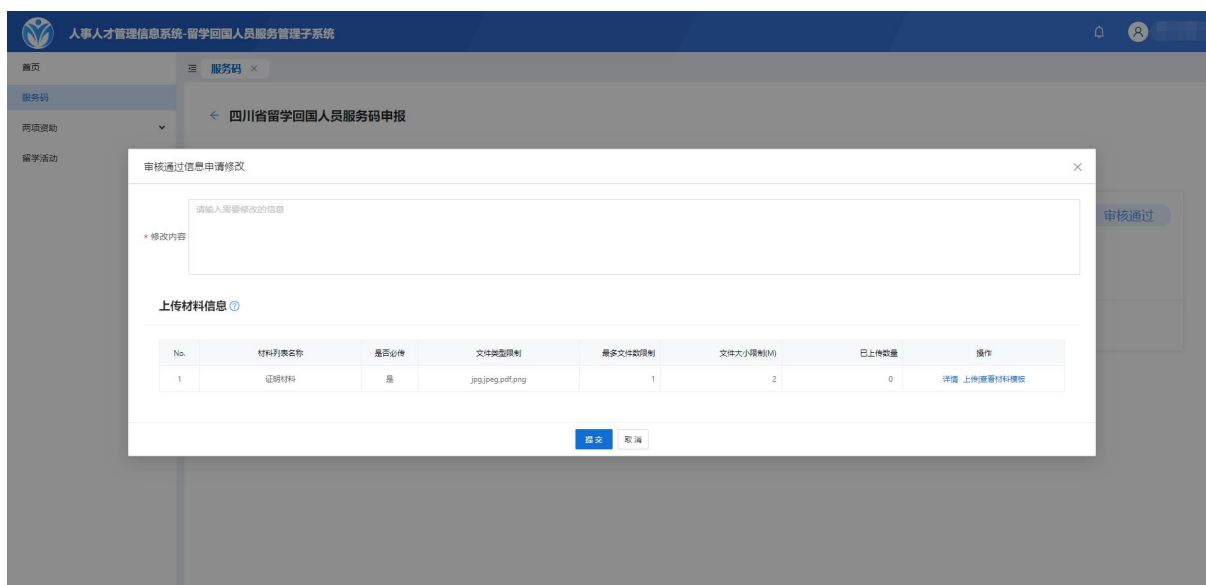 人事人才管理信息系统-留学回国人员服务管理子系统
首页
服务码 ×
服务码
← 四川省留学回国人员服务码申报
两项资助
留学活动
审核通过信息申请修改 ×
请输入需要修改的信息
* 修改内容
审核通过
上传材料信息 ?
No. 材料列表名称 是否必传 文件类型限制 最多文件数限制 文件大小限制(M) 已上传数量 操作
1 证明材料 是 jpg,jpeg,pdf,png 1 2 0 详情 上传|查看材料模板
提交 取消